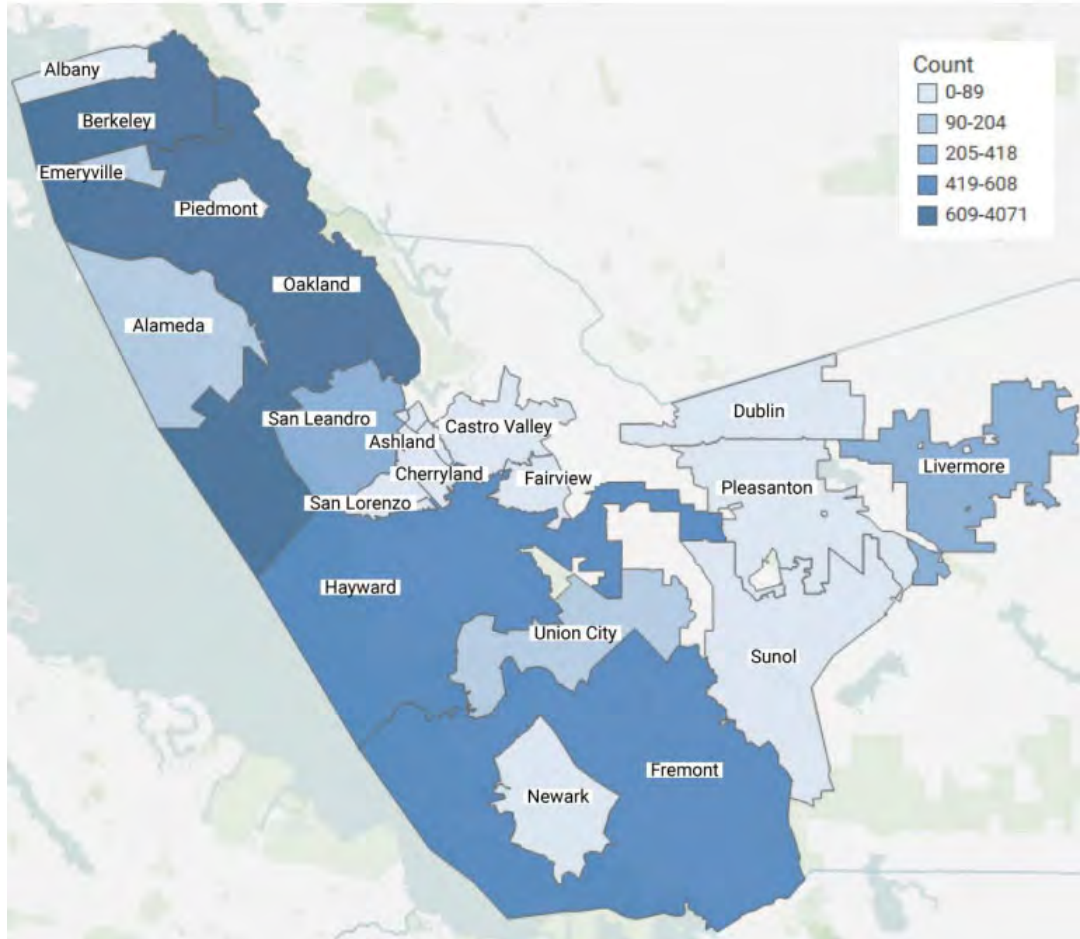 Count
0-89
90-204
205-418
419-608
609-4071
Albany
Berkeley
Emeryville
Piedmont
Oakland
Alameda
San Leandro
Ashland
Castro Valley
Cherryland
Fairview
San Lorenzo
Dublin
Livermore
Pleasanton
Hayward
Union City
Sunol
Fremont
Newark